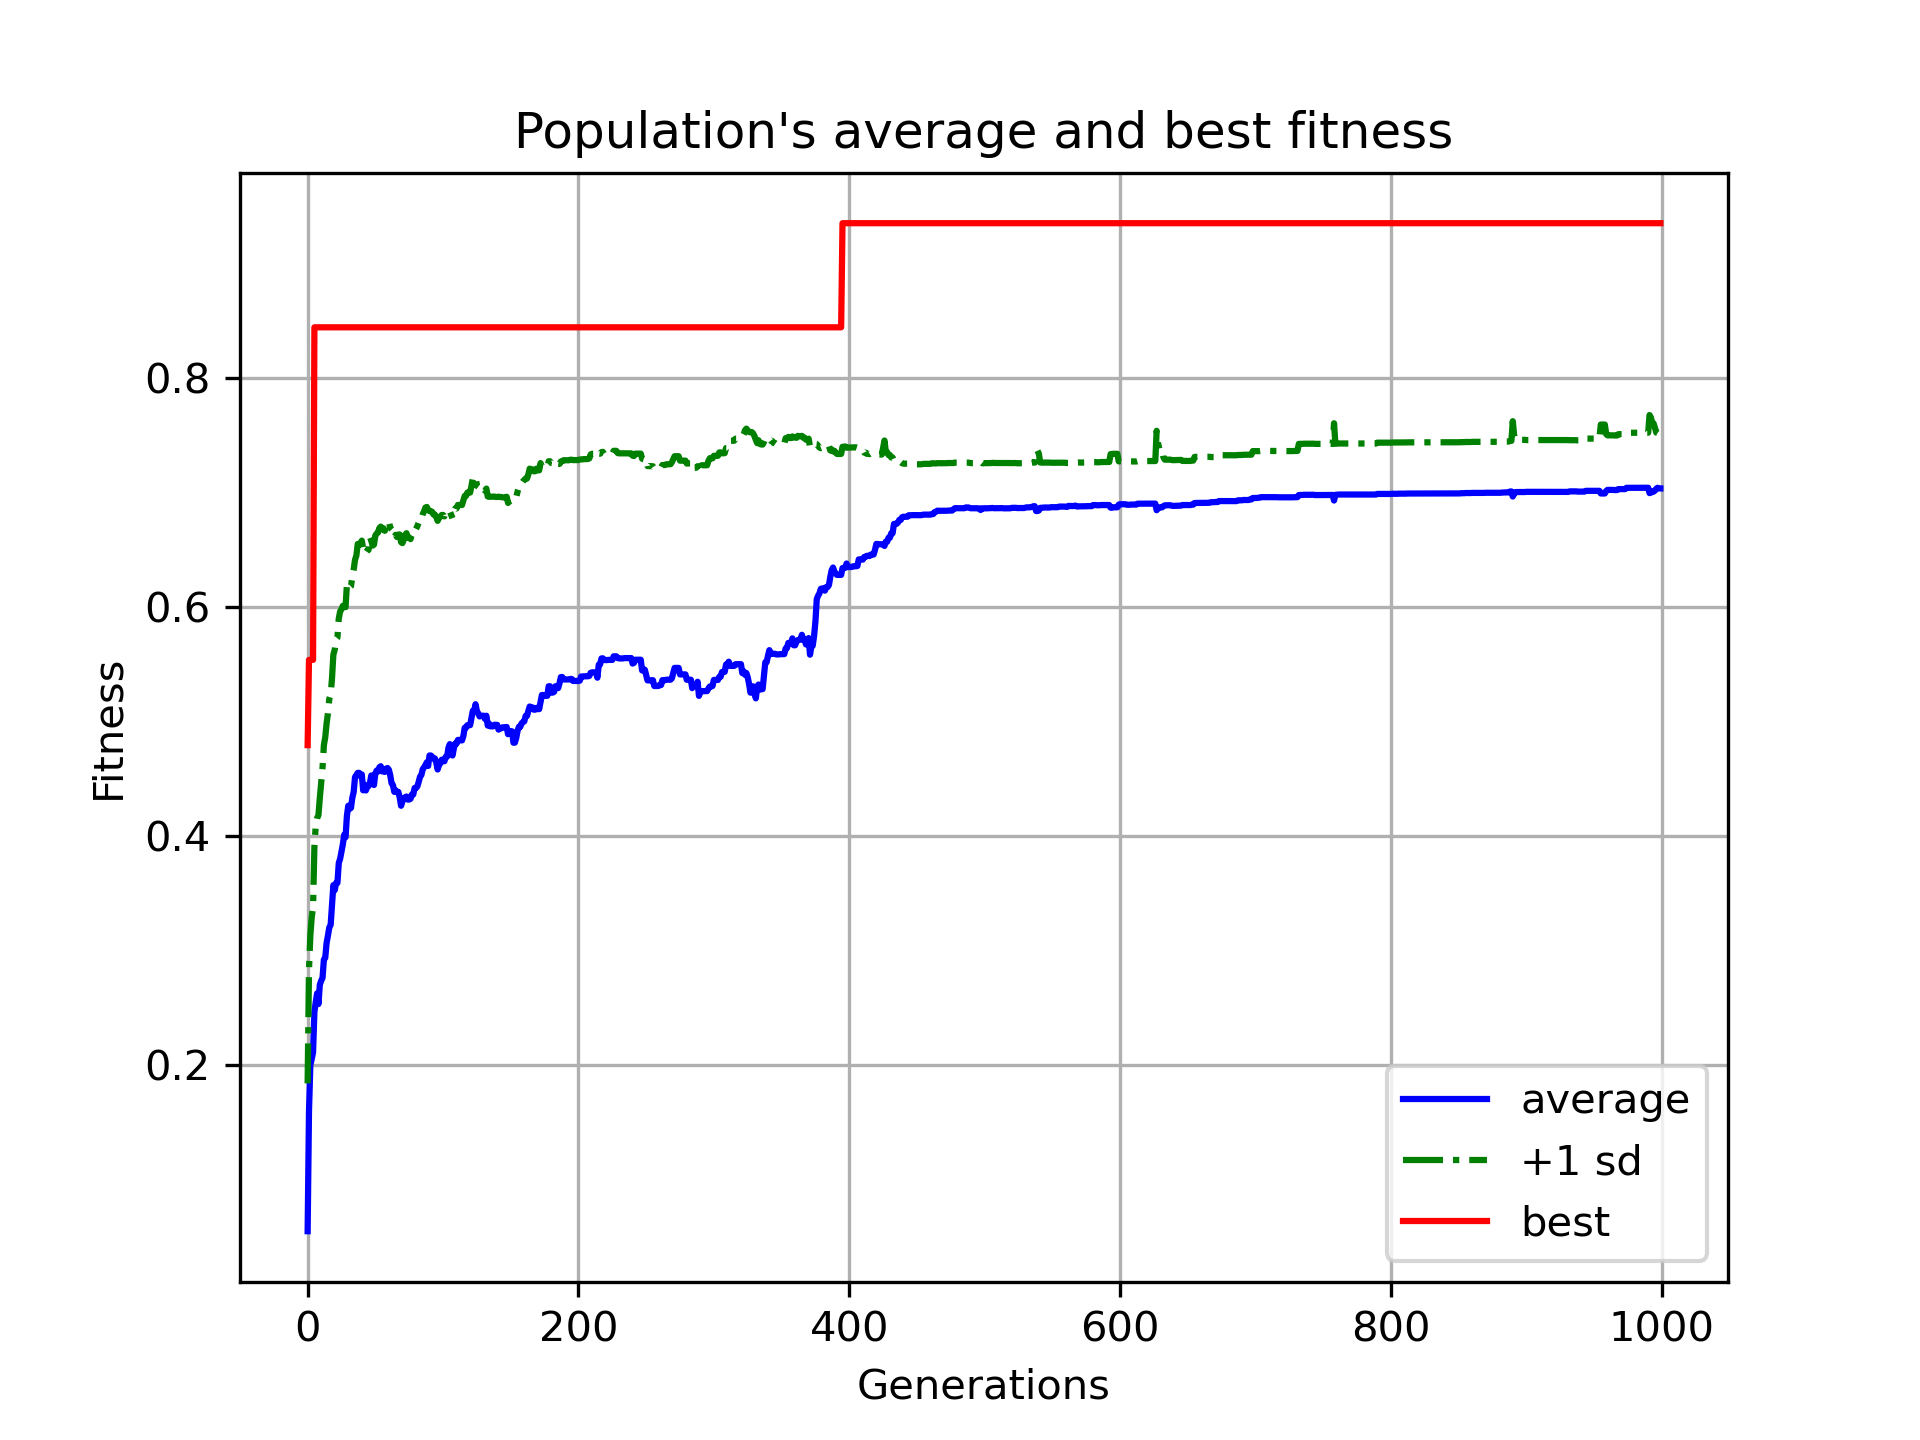 Population's average and best fitness
Fitness
0.8
0.6
0.4
0.2
0 200 400 600 800 1000
Generations
average
+1 sd
best